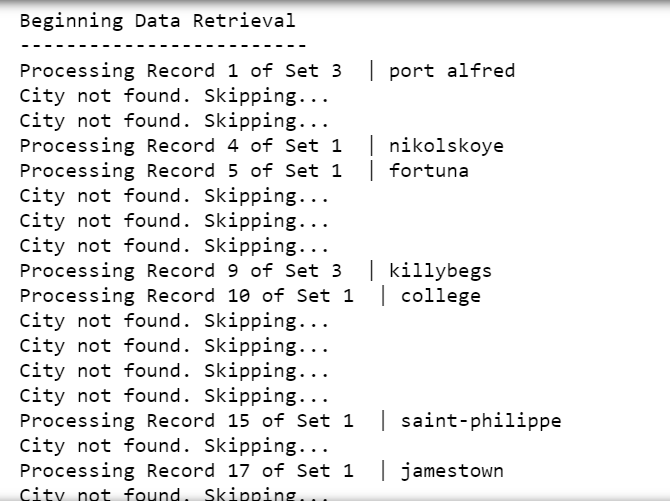 Beginning Data Retrieval
-------------------------
Processing Record 1 of Set 3  | port alfred
City not found. Skipping...
City not found. Skipping...
Processing Record 4 of Set 1  | nikolskoye
Processing Record 5 of Set 1  | fortuna
City not found. Skipping...
City not found. Skipping...
City not found. Skipping...
Processing Record 9 of Set 3  | killybegs
Processing Record 10 of Set 1  | college
City not found. Skipping...
City not found. Skipping...
City not found. Skipping...
City not found. Skipping...
Processing Record 15 of Set 1  | saint-philippe
City not found. Skipping...
Processing Record 17 of Set 1  | jamestown
City not found. Skipping...